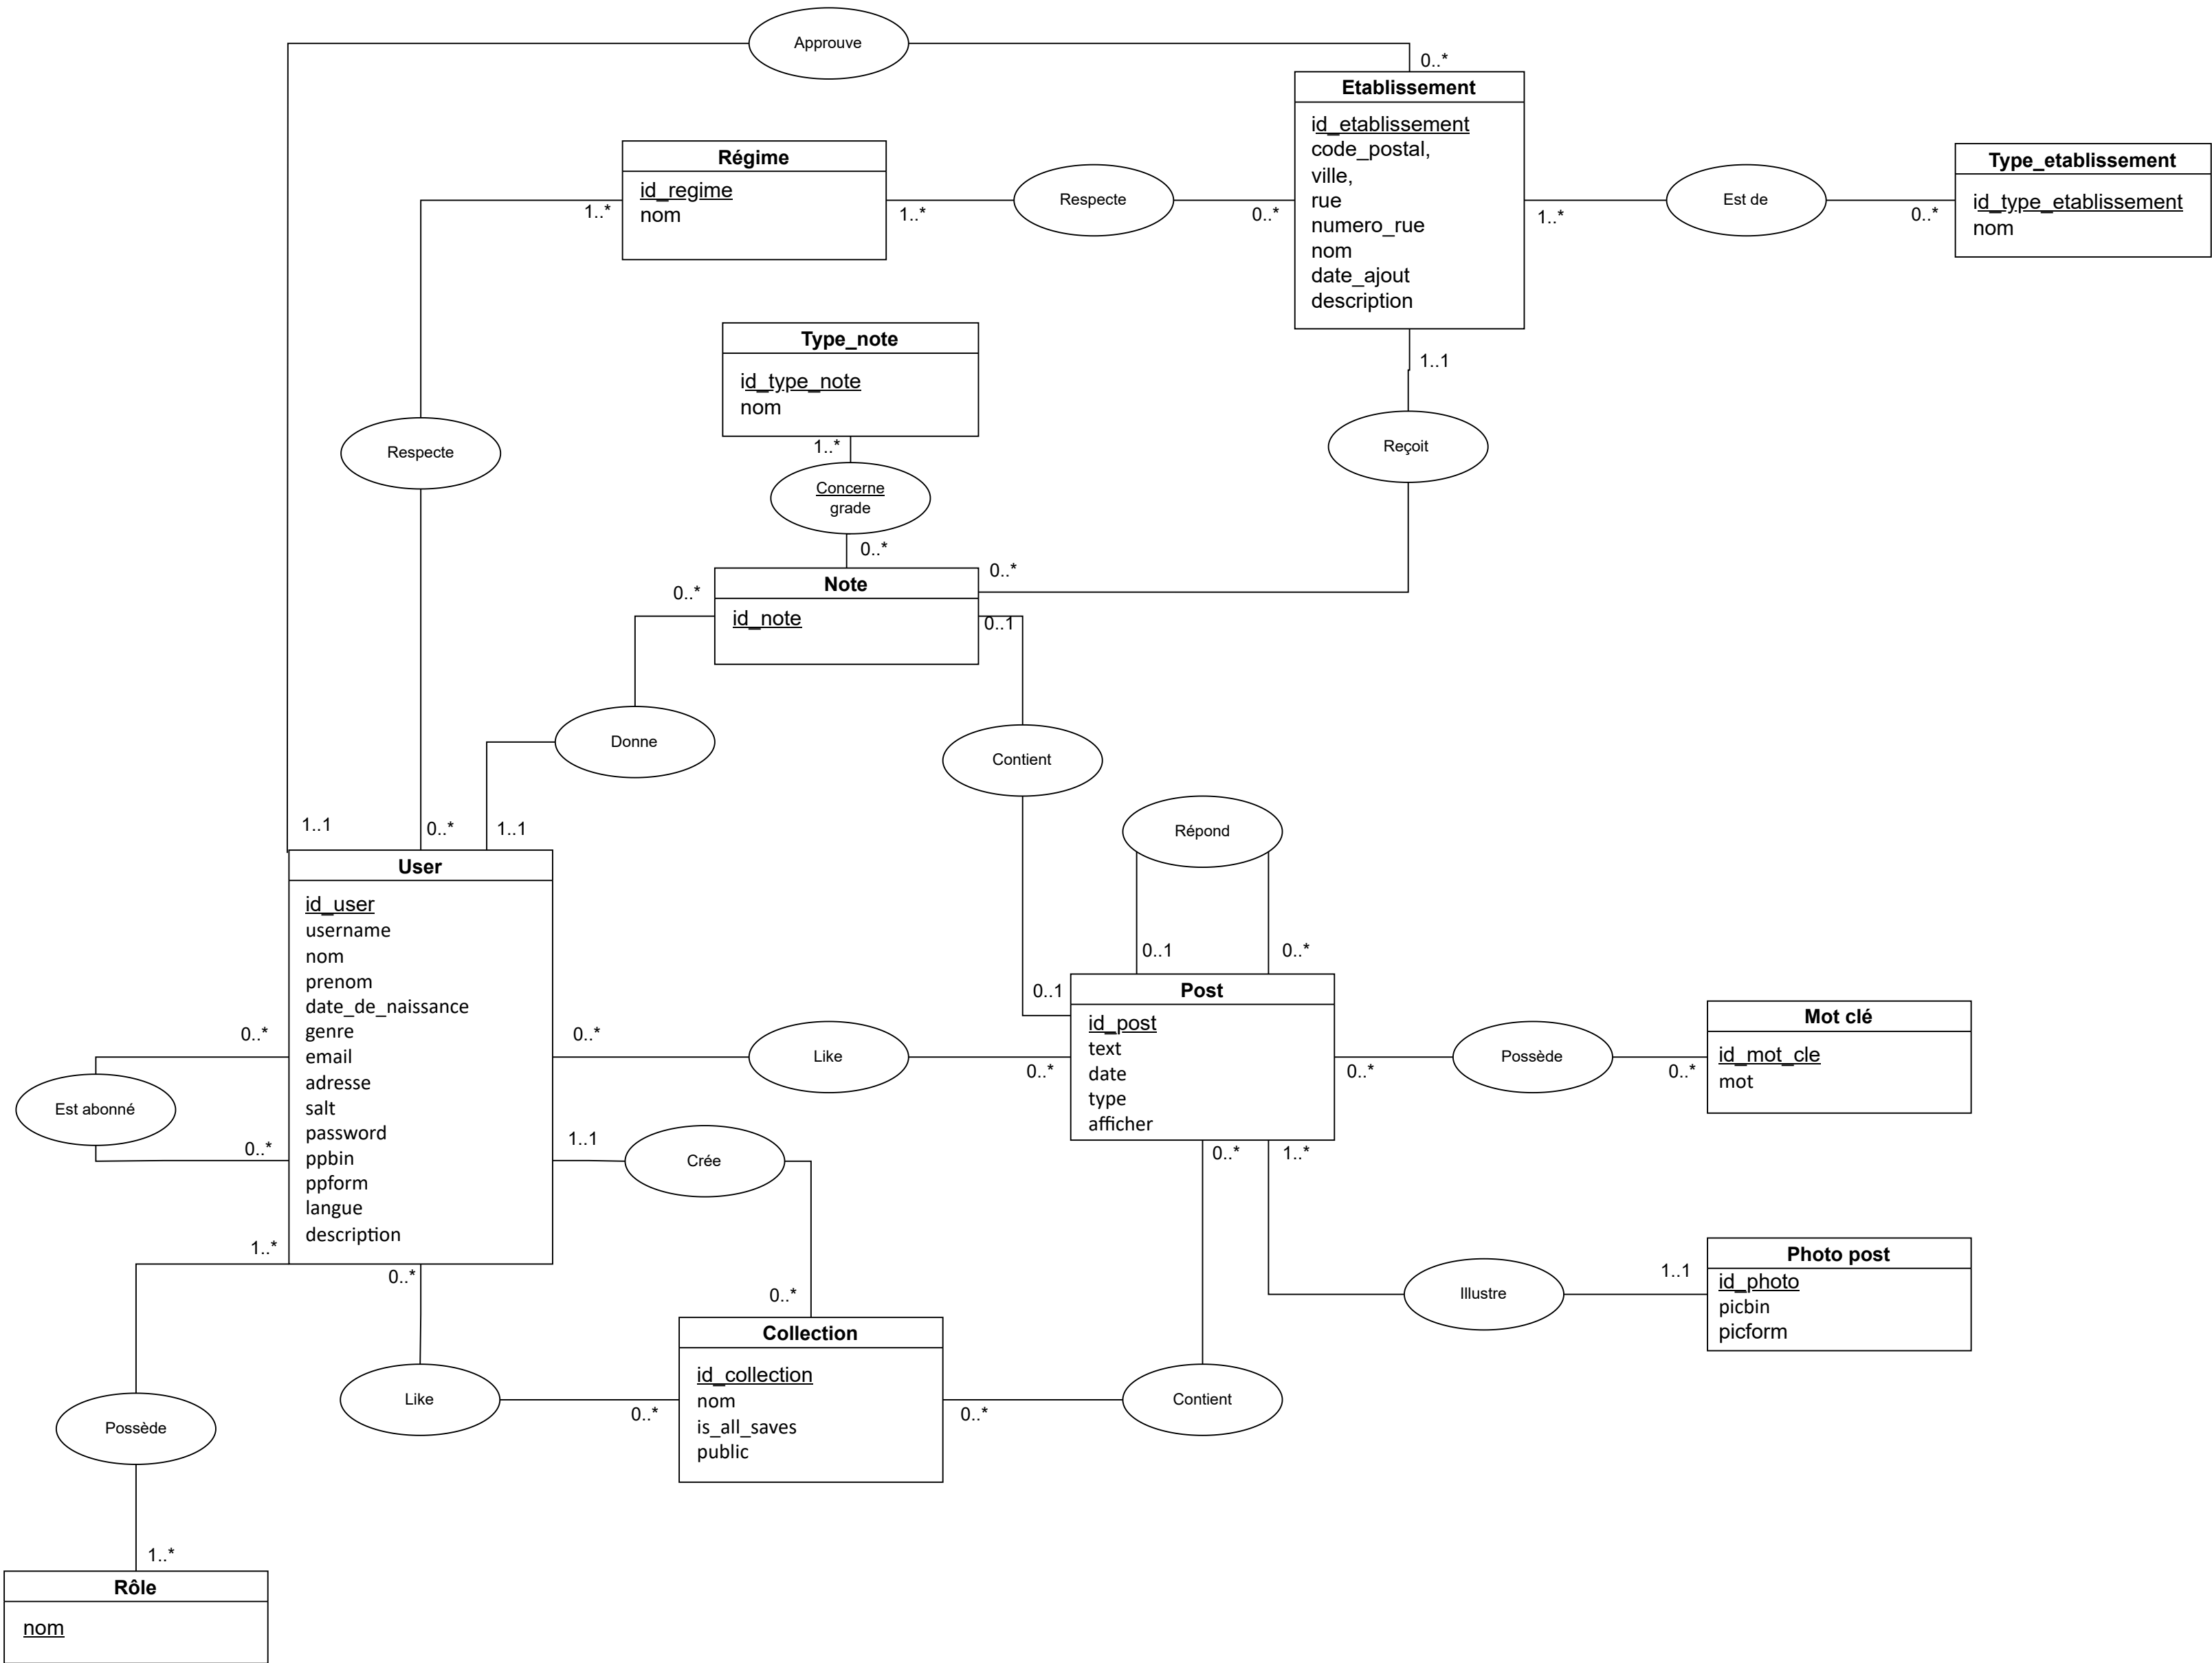 Approuve
0..*
Etablissement
id_etablissement
code_postal,
ville,
rue
numero_rue
nom
date_ajout
description
Régime
id_regime
nom
1..*
1..*
Respecte
0..*
1..*
Est de
0..*
Type_etablissement
id_type_etablissement
nom
Type_note
id_type_note
nom
1..*
Concerne
grade
0..*
1..1
Reçoit
Respecte
0..*
Note
id_note
0..*
0..1
Donne
Contient
Répond
1..1
0..*
1..1
User
id_user
username
nom
prenom
date_de_naissance
genre
email
adresse
salt
password
ppbin
ppform
langue
description
0..*
Est abonné
0..*
0..*
Like
0..*
0..1
0..1
0..*
Post
id_post
text
date
type
afficher
0..*
Possède
0..*
Mot clé
id_mot_cle
mot
1..1
Crée
0..*
0..*
1..*
Illustre
1..1
Photo post
id_photo
picbin
picform
1..*
0..*
Collection
id_collection
nom
is_all_saves
public
Like
0..*
0..*
Contient
Possède
1..*
Rôle
nom